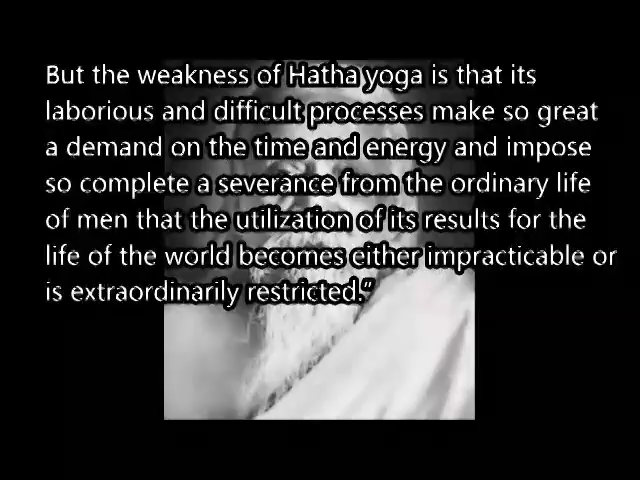 But the weakness of Hatha yoga is that its
laborious and difficult processes make so great
a demand on the time and energy and impose
so complete a severance from the ordinary life
of men that the utilization of its results for the
life of the world becomes either impracticable or
is extraordinarily restricted.”